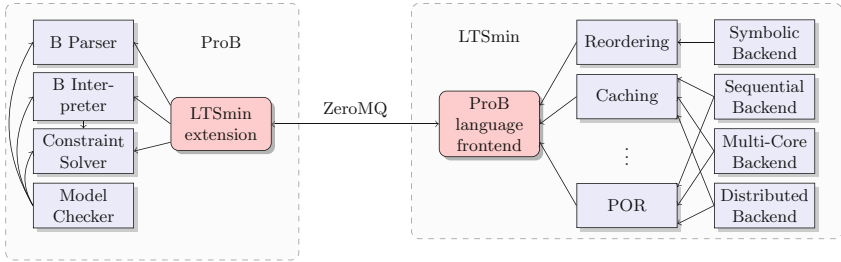 B Parser
ProB
B Inter-
preter
LTSmin
extension
Constraint
Solver
Model
Checker
ZeroMQ
LTSmin
ProB
language
frontend
Reordering
Caching
⋮
POR
Symbolic
Backend
Sequential
Backend
Multi-Core
Backend
Distributed
Backend